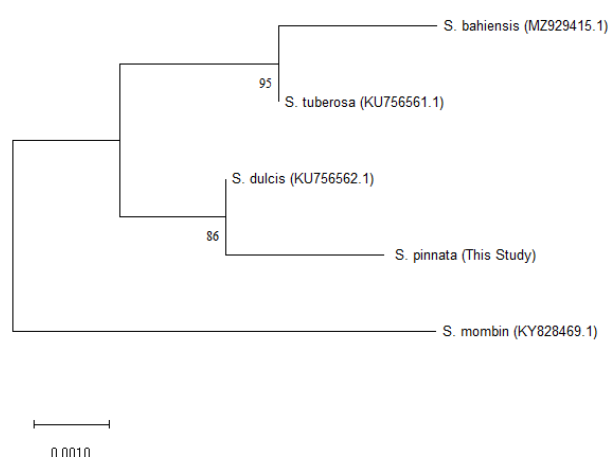 S. bahiensis (MZ929415.1)
95
S. tuberosa (KU756561.1)
S. dulcis (KU756562.1)
86
S. pinnata (This Study)
S. mombin (KY828469.1)
0.0010